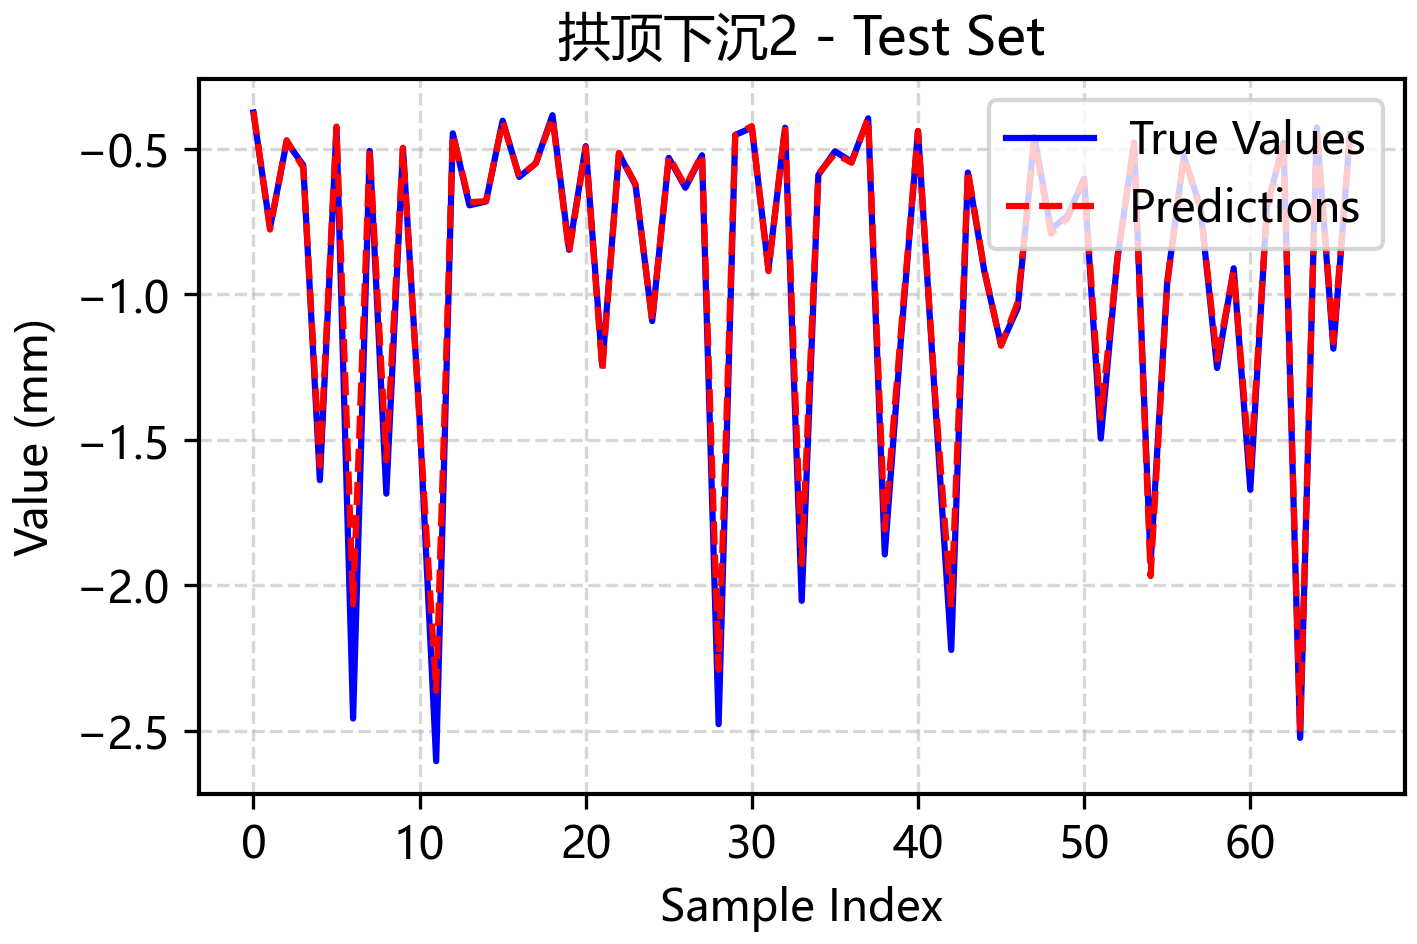 拱顶下沉2 - Test Set
True Values
Predictions
Value (mm)
−0.5
−1.0
−1.5
−2.0
−2.5
0 10 20 30 40 50 60
Sample Index